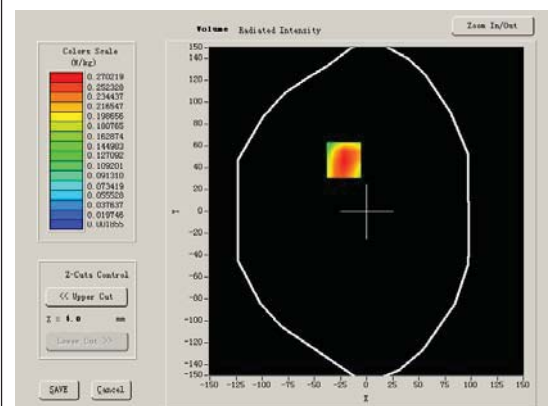 Volume Radiated Intensity
Zoom In/Out
Colors Scale
(W/kg)
0.270219
0.252328
0.234437
0.216547
0.198656
0.180765
0.162874
0.144983
0.127092
0.109201
0.091310
0.073419
0.055528
0.037637
0.019746
0.001855
Z-Cuts Control
<< Upper Cut
Z = 4.0 mm
Lower Cut >>
SAVE
Cancel
150
120
100
80
60
40
20
0
-20
-40
-60
-80
-100
-120
-140
-150
Y
-150 -125 -100 -75 -50 -25 0 25 50 75 100 125 150
X